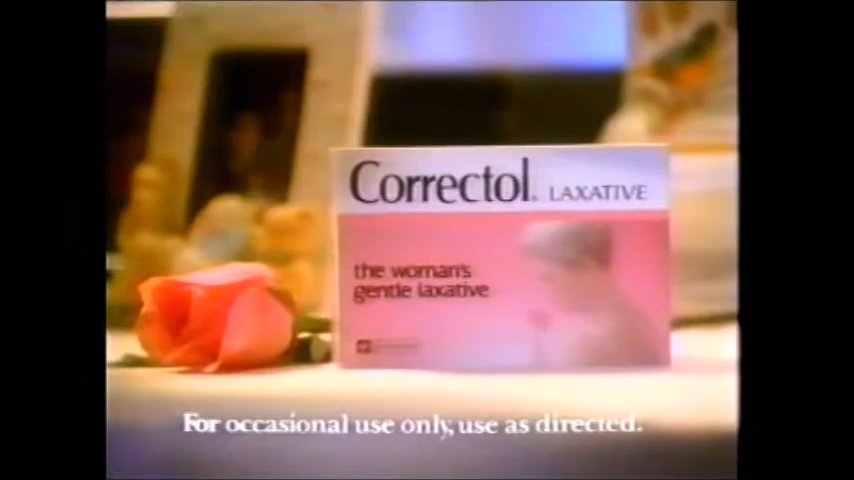 Correctol. LAXATIVE
the woman's
gentle laxative
For occasional use only, use as directed.